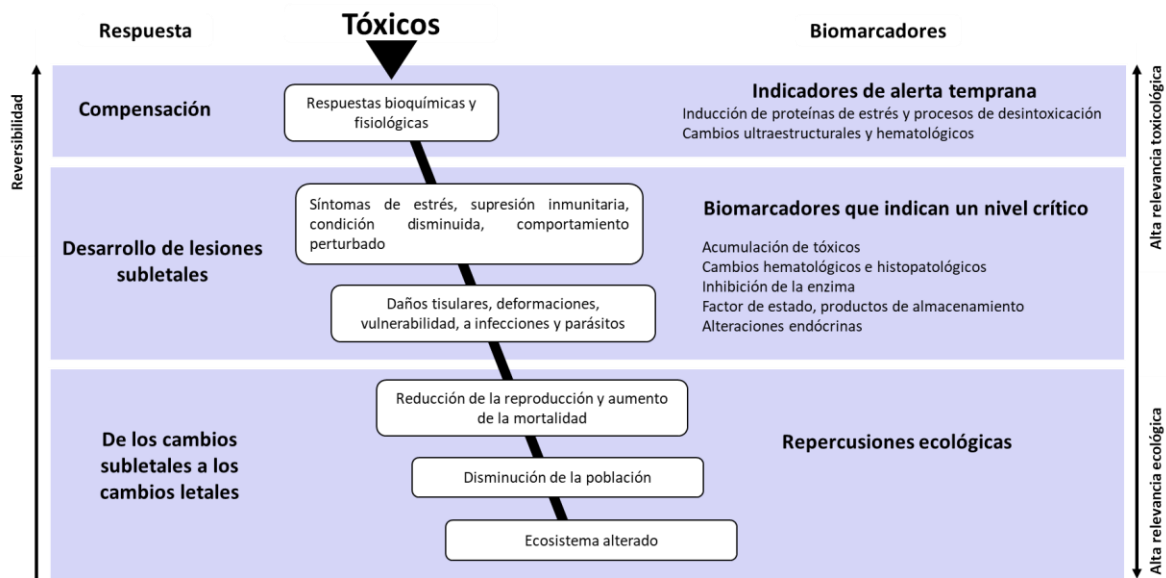 Respuesta
Tóxicos
Biomarcadores
Reversibilidad
Compensación
Respuestas bioquímicas y
fisiológicas
Indicadores de alerta temprana
Inducción de proteínas de estrés y procesos de desintoxicación
Cambios ultraestructurales y hematológicos
Alta relevancia toxicológica
Desarrollo de lesiones
subletales
Síntomas de estrés, supresión inmunitaria,
condición disminuida, comportamiento
perturbado
Daños tisulares, deformaciones,
vulnerabilidad, a infecciones y parásitos
Biomarcadores que indican un nivel crítico
Acumulación de tóxicos
Cambios hematológicos e histopatológicos
Inhibición de la enzima
Factor de estado, productos de almacenamiento
Alteraciones endócrinas
De los cambios
subletales a los
cambios letales
Reducción de la reproducción y aumento
de la mortalidad
Disminución de la población
Ecosistema alterado
Repercusiones ecológicas
Alta relevancia ecológica